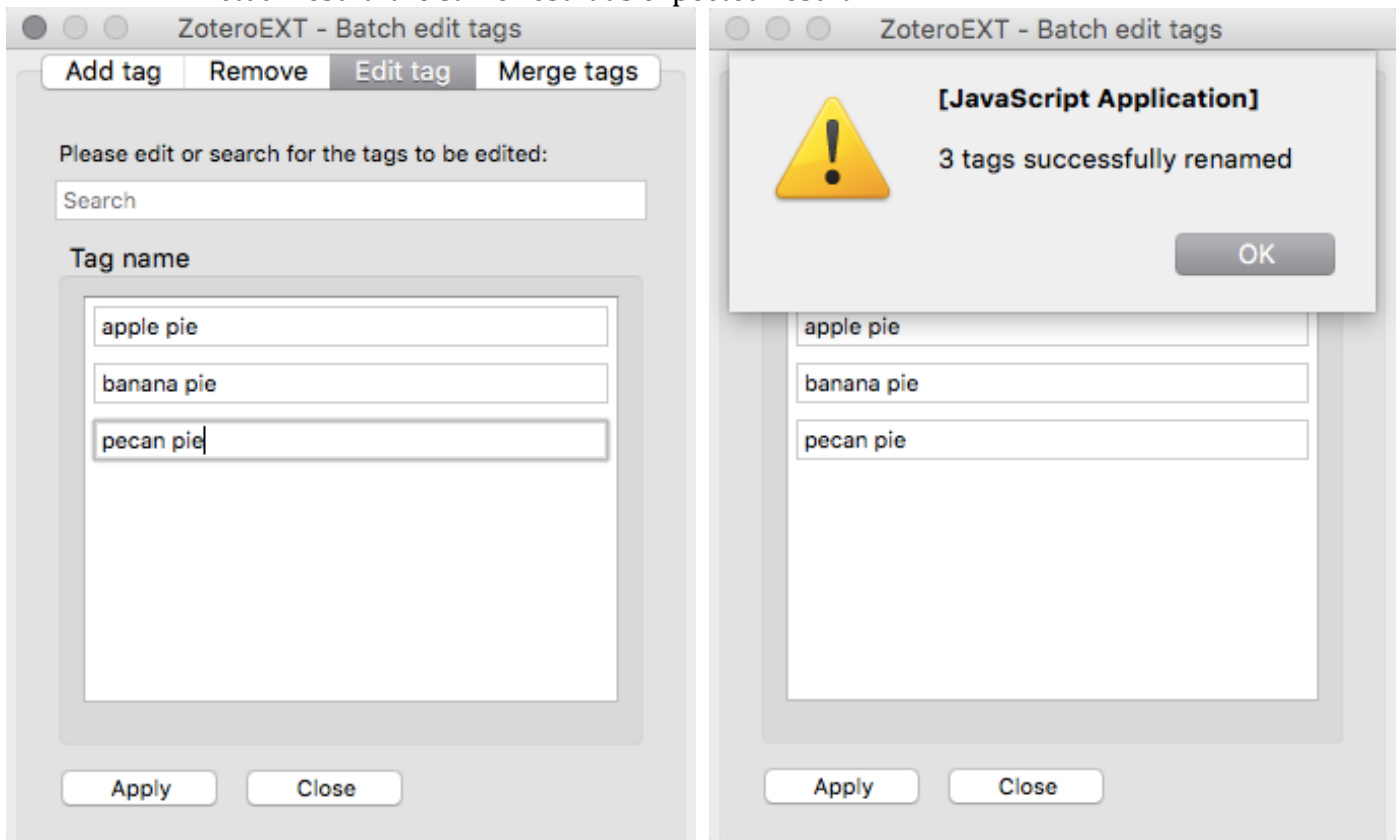 ZoteroEXT - Batch edit tags
Add tag Remove Edit tag Merge tags
Please edit or search for the tags to be edited:
Search
Tag name
apple pie
banana pie
pecan pie
Apply Close
ZoteroEXT - Batch edit tags
[JavaScript Application]
3 tags successfully renamed
OK
apple pie
banana pie
pecan pie
Apply Close